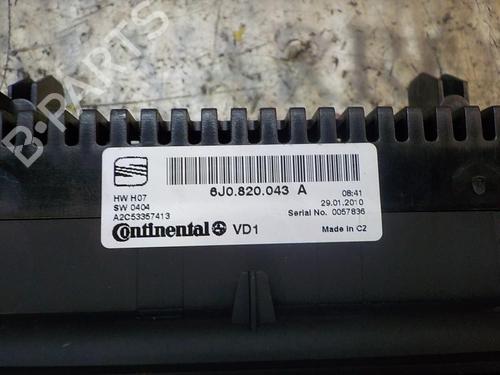 B-PARTS
6J0.820.043 A
HW H07
SW 0404
A2C53357413
08:41
29.01.2010
Serial No. 0057836
Continental VD1
Made in C2